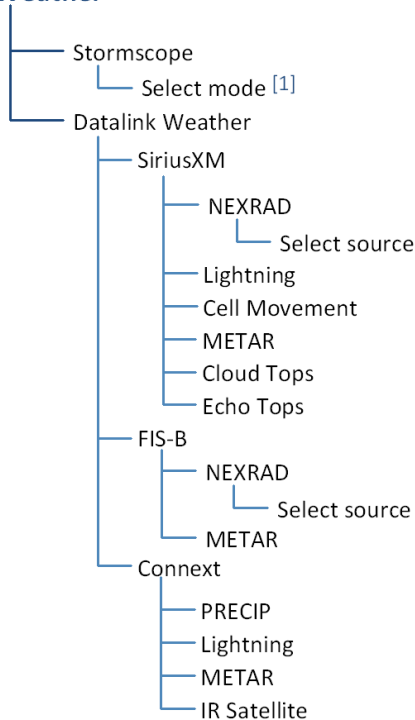 Stormscope
Select mode [1]
Datalink Weather
SiriusXM
NEXRAD
Select source
Lightning
Cell Movement
METAR
Cloud Tops
Echo Tops
FIS-B
NEXRAD
Select source
METAR
Connext
PRECIP
Lightning
METAR
IR Satellite